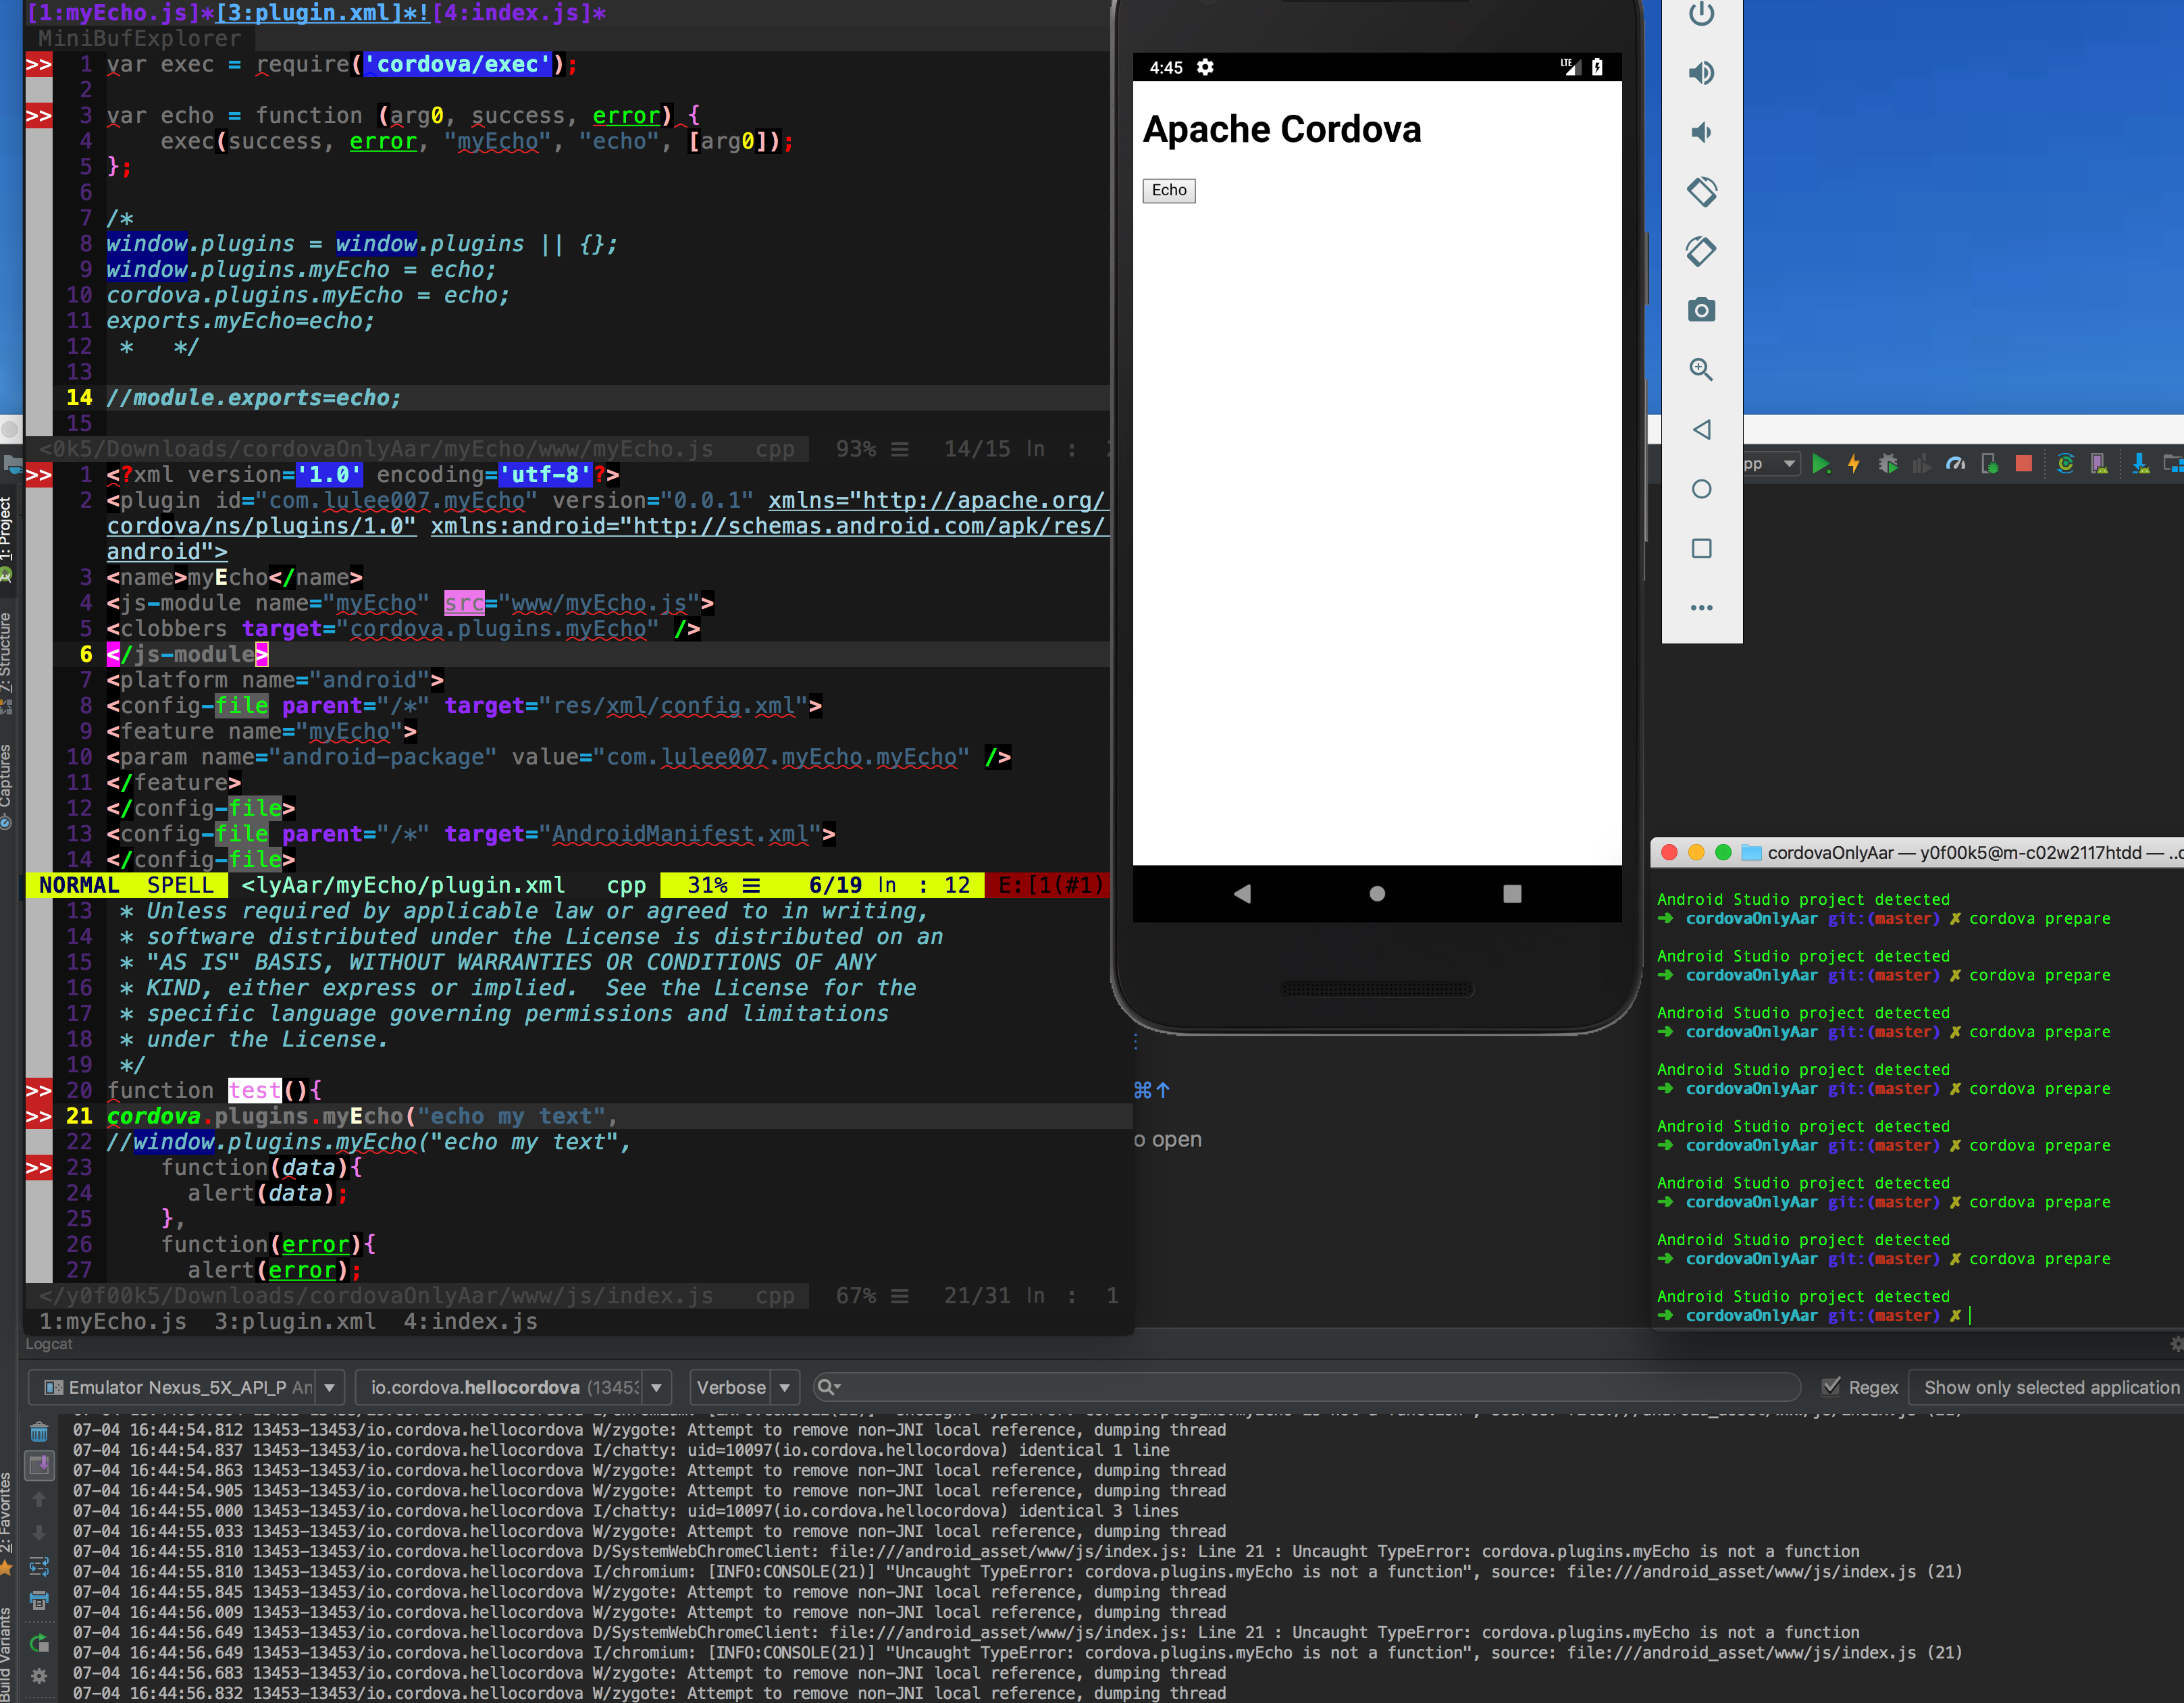 [1:myEcho.js]*[3:plugin.xml]*![4:index.js]*
MiniBufExplorer
>> 1 var exec = require('cordova/exec');
2
>> 3 var echo = function (arg0, success, error) {
4 exec(success, error, "myEcho", "echo", [arg0]);
5 };
6
7 /*
8 window.plugins = window.plugins || {};
9 window.plugins.myEcho = echo;
10 cordova.plugins.myEcho = echo;
11 exports.myEcho=echo;
12 * */
13
14 //module.exports=echo;
15
<0k5/Downloads/cordovaOnlyAar/myEcho/www/myEcho.js cpp 93% ☰ 14/15 ln :
>> 1 <?xml version='1.0' encoding='utf-8'?>
2 <plugin id="com.lulee007.myEcho" version="0.0.1" xmlns="http://apache.org/
cordova/ns/plugins/1.0" xmlns:android="http://schemas.android.com/apk/res/
android">
3 <name>myEcho</name>
4 <js-module name="myEcho" src="www/myEcho.js">
5 <clobbers target="cordova.plugins.myEcho" />
6 </js-module>
7 <platform name="android">
8 <config-file parent="/*" target="res/xml/config.xml">
9 <feature name="myEcho">
10 <param name="android-package" value="com.lulee007.myEcho.myEcho" />
11 </feature>
12 </config-file>
13 <config-file parent="/*" target="AndroidManifest.xml">
14 </config-file>
NORMAL SPELL <lyAar/myEcho/plugin.xml cpp 31% ☰ 6/19 ln : 12 E:[1(#1)
13 * Unless required by applicable law or agreed to in writing,
14 * software distributed under the License is distributed on an
15 * "AS IS" BASIS, WITHOUT WARRANTIES OR CONDITIONS OF ANY
16 * KIND, either express or implied.  See the License for the
17 * specific language governing permissions and limitations
18 * under the License.
19 */
>> 20 function test(){
>> 21 cordova.plugins.myEcho("echo my text",
22 //window.plugins.myEcho("echo my text",
>> 23 function(data){
24 alert(data);
25 },
26 function(error){
27 alert(error);
</y0f00k5/Downloads/cordovaOnlyAar/www/js/index.js cpp 67% ☰ 21/31 ln : 1
1:myEcho.js 3:plugin.xml 4:index.js
4:45 LTE
Apache Cordova
Echo
pp
⌘↑
o open
1: Project
7: Structure
Captures
2: Favorites
Build Variants
cordovaOnlyAar — y0f00k5@m-c02w2117htdd —
Android Studio project detected
➜ cordovaOnlyAar git:(master) ✗ cordova prepare
Android Studio project detected
➜ cordovaOnlyAar git:(master) ✗ cordova prepare
Android Studio project detected
➜ cordovaOnlyAar git:(master) ✗ cordova prepare
Android Studio project detected
➜ cordovaOnlyAar git:(master) ✗ cordova prepare
Android Studio project detected
➜ cordovaOnlyAar git:(master) ✗ cordova prepare
Android Studio project detected
➜ cordovaOnlyAar git:(master) ✗ cordova prepare
Android Studio project detected
➜ cordovaOnlyAar git:(master) ✗ cordova prepare
Android Studio project detected
➜ cordovaOnlyAar git:(master) ✗
Logcat
Emulator Nexus_5X_API_P An io.cordova.hellocordova (13453 Verbose Regex Show only selected application
07-04 16:44:54.812 13453-13453/io.cordova.hellocordova W/zygote: Attempt to remove non-JNI local reference, dumping thread
07-04 16:44:54.837 13453-13453/io.cordova.hellocordova I/chatty: uid=10097(io.cordova.hellocordova) identical 1 line
07-04 16:44:54.863 13453-13453/io.cordova.hellocordova W/zygote: Attempt to remove non-JNI local reference, dumping thread
07-04 16:44:54.905 13453-13453/io.cordova.hellocordova W/zygote: Attempt to remove non-JNI local reference, dumping thread
07-04 16:44:55.000 13453-13453/io.cordova.hellocordova I/chatty: uid=10097(io.cordova.hellocordova) identical 3 lines
07-04 16:44:55.033 13453-13453/io.cordova.hellocordova W/zygote: Attempt to remove non-JNI local reference, dumping thread
07-04 16:44:55.810 13453-13453/io.cordova.hellocordova D/SystemWebChromeClient: file:///android_asset/www/js/index.js: Line 21 : Uncaught TypeError: cordova.plugins.myEcho is not a function
07-04 16:44:55.810 13453-13453/io.cordova.hellocordova I/chromium: [INFO:CONSOLE(21)] "Uncaught TypeError: cordova.plugins.myEcho is not a function", source: file:///android_asset/www/js/index.js (21)
07-04 16:44:55.845 13453-13453/io.cordova.hellocordova W/zygote: Attempt to remove non-JNI local reference, dumping thread
07-04 16:44:56.009 13453-13453/io.cordova.hellocordova W/zygote: Attempt to remove non-JNI local reference, dumping thread
07-04 16:44:56.649 13453-13453/io.cordova.hellocordova D/SystemWebChromeClient: file:///android_asset/www/js/index.js: Line 21 : Uncaught TypeError: cordova.plugins.myEcho is not a function
07-04 16:44:56.649 13453-13453/io.cordova.hellocordova I/chromium: [INFO:CONSOLE(21)] "Uncaught TypeError: cordova.plugins.myEcho is not a function", source: file:///android_asset/www/js/index.js (21)
07-04 16:44:56.683 13453-13453/io.cordova.hellocordova W/zygote: Attempt to remove non-JNI local reference, dumping thread
07-04 16:44:56.832 13453-13453/io.cordova.hellocordova W/zygote: Attempt to remove non-JNI local reference, dumping thread